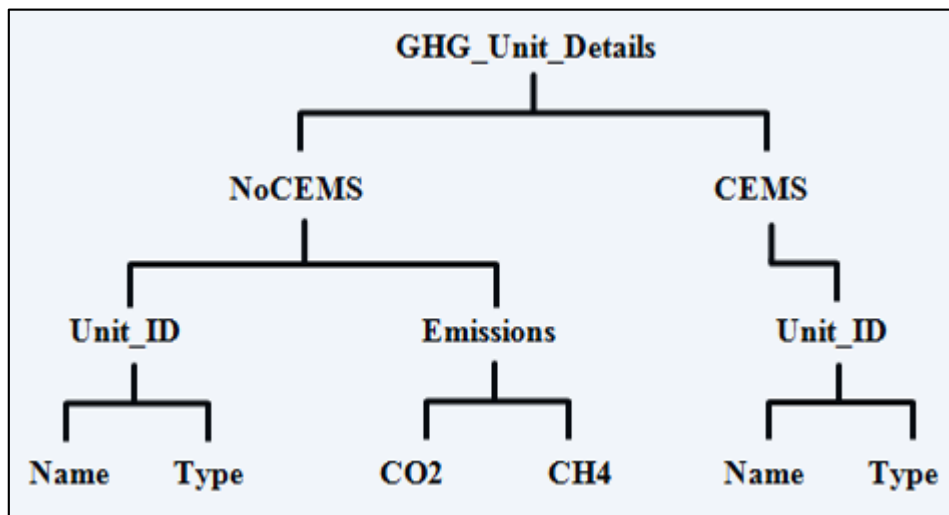 GHG_Unit_Details
NoCEMS CEMS
Unit_ID Emissions Unit_ID
Name Type CO2 CH4 Name Type